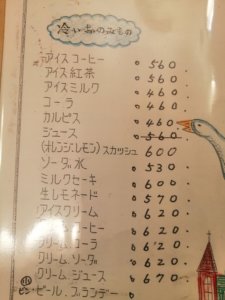 冷いおのみもの
アイスコーヒー 560
アイス紅茶 560
アイスミルク 460
コーラ 460
カルピス 460
ジュース 560
(オレンジ.レモン)スカッシュ 600
ソーダ水 530
ミルクセーキ 600
生レモネード 570
アイスクリーム 620
コーヒー 620
クリーム.コーラ 620
クリーム.ソーダ 620
クリーム.ジュース 670
ビール.ブランデー